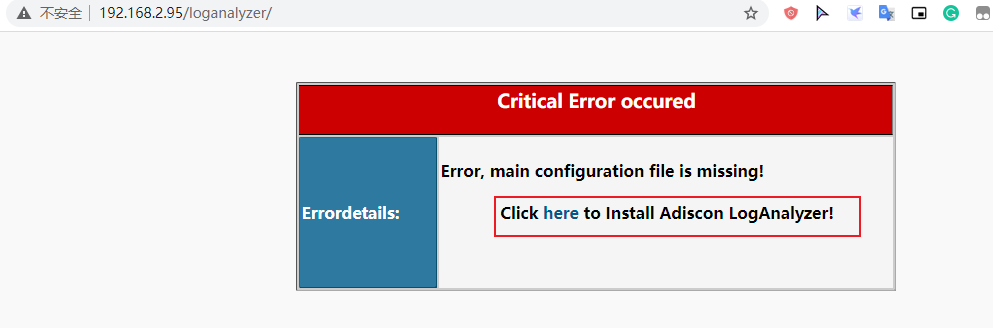 不安全 192.168.2.95/loganalyzer/
Critical Error occured
Error, main configuration file is missing!
Errordetails:
Click here to Install Adiscon LogAnalyzer!